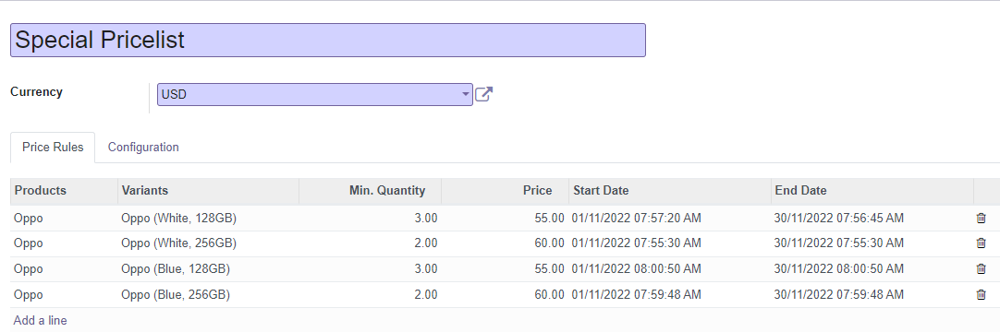 Special Pricelist
Currency USD
Price Rules Configuration
Products Variants Min. Quantity Price Start Date End Date
Oppo Oppo (White, 128GB) 3.00 55.00 01/11/2022 07:57:20 AM 30/11/2022 07:56:45 AM
Oppo Oppo (White, 256GB) 2.00 60.00 01/11/2022 07:55:30 AM 30/11/2022 07:55:30 AM
Oppo Oppo (Blue, 128GB) 3.00 55.00 01/11/2022 08:00:50 AM 30/11/2022 08:00:50 AM
Oppo Oppo (Blue, 256GB) 2.00 60.00 01/11/2022 07:59:48 AM 30/11/2022 07:59:48 AM
Add a line